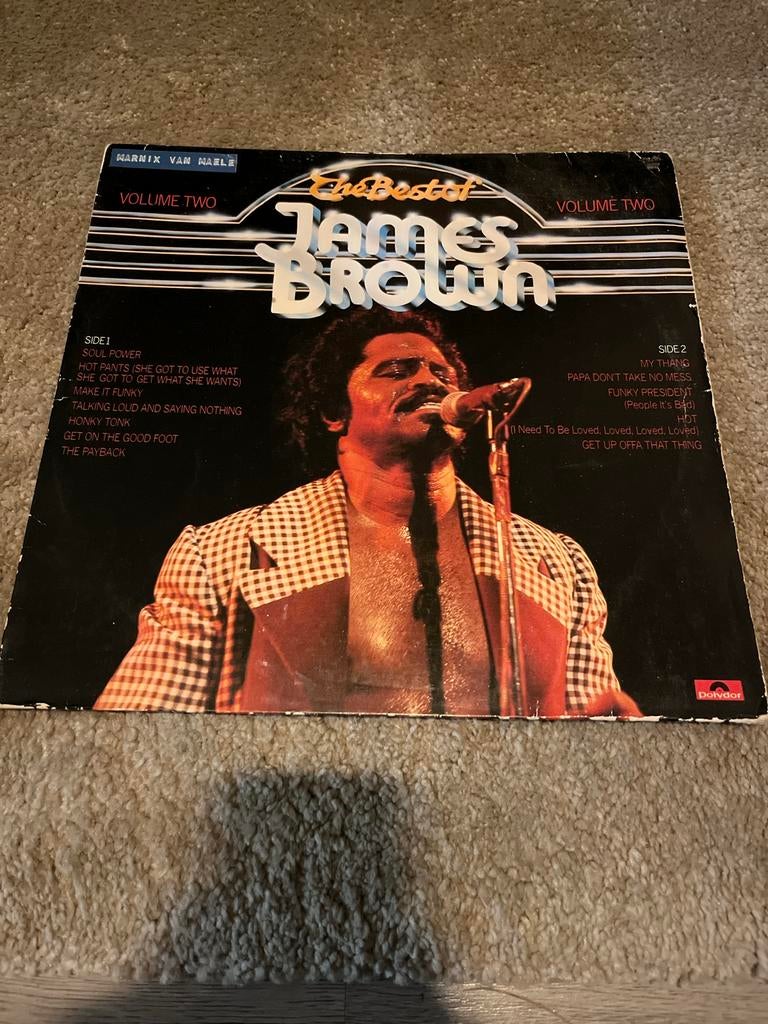 MARNIX VAN MAELE
The Best of
VOLUME TWO
VOLUME TWO
JAMES
BROWN
SIDE 1
SOUL POWER
HOT PANTS (SHE GOT TO USE WHAT
SHE GOT TO GET WHAT SHE WANTS)
MAKE IT FUNKY
TALKING LOUD AND SAYING NOTHING
HONKY TONK
GET ON THE GOOD FOOT
THE PAYBACK
SIDE 2
MY THANG
PAPA DON'T TAKE NO MESS
FUNKY PRESIDENT
(People It's Bad)
HOT
(I Need To Be Loved, Loved, Loved, Loved)
GET UP OFFA THAT THING
polydor